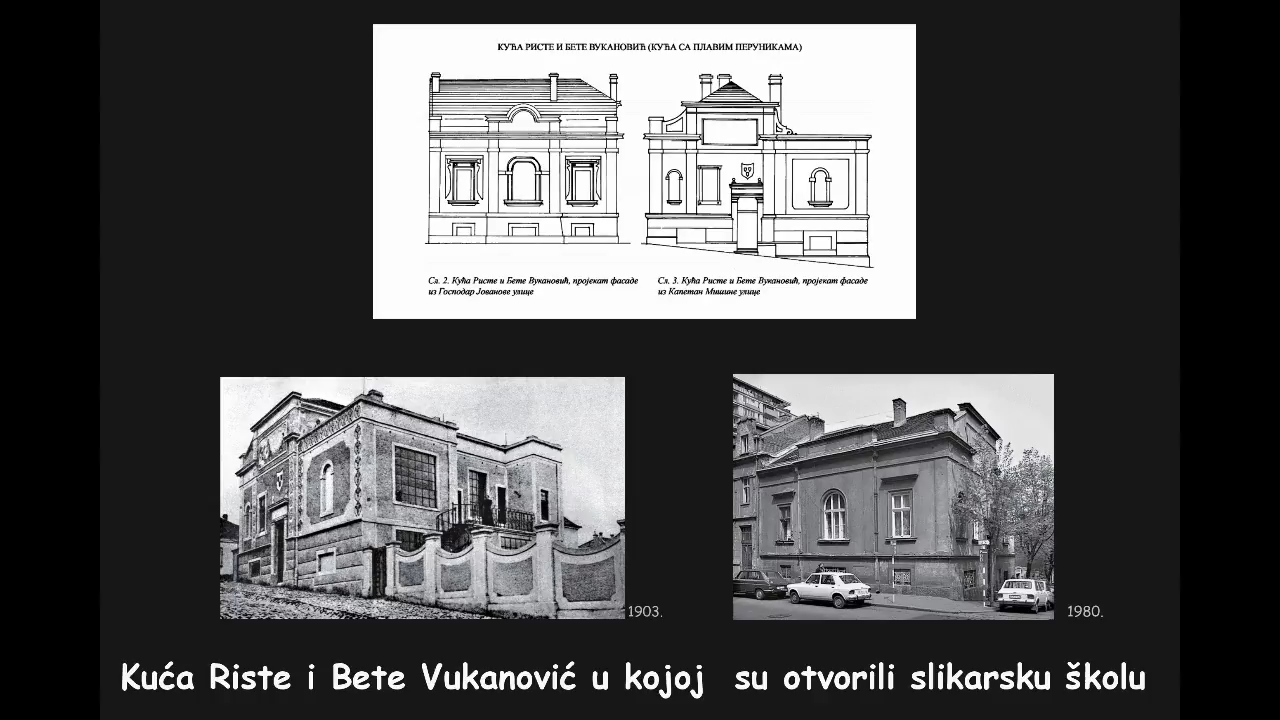 КУЋА РИСТЕ И БЕТЕ ВУКАНОВИЋ (КУЋА СА ПЛАВИМ ПЕРУНИКАМА)
Сл. 2. Кућа Ристе и Бете Вукановић, пројекат фасаде
из Господар Јованове улице
Сл. 3. Кућа Ристе и Бете Вукановић, пројекат фасаде
из Капетан Мишине улице
1903.
1980.
Kuća Riste i Bete Vukanović u kojoj su otvorili slikarsku školu